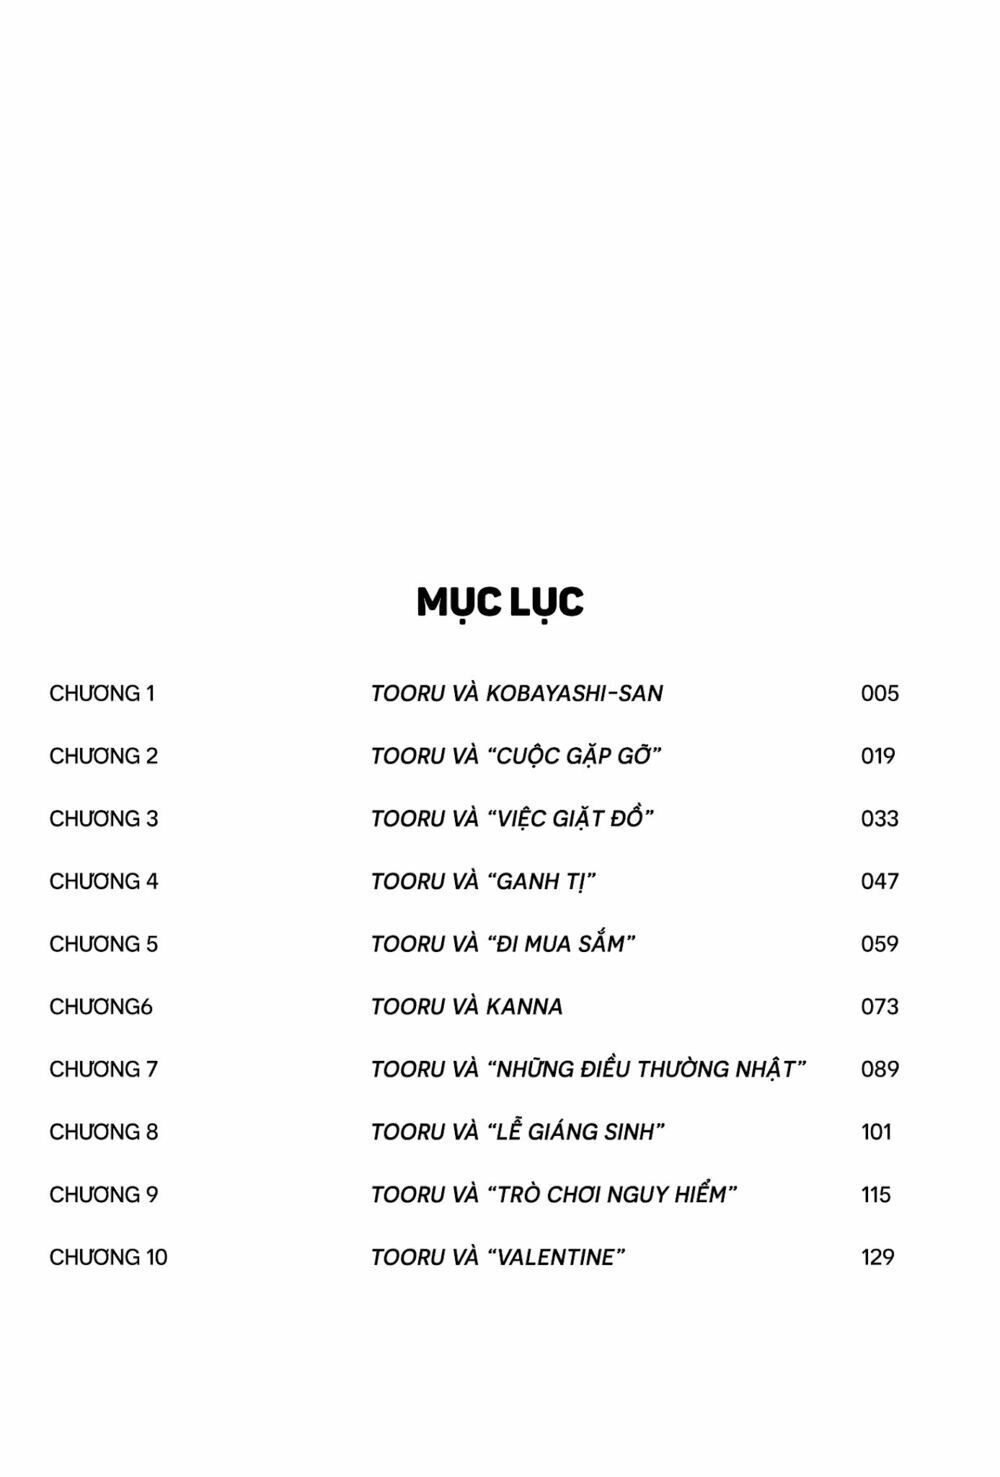 MỤC LỤC
CHƯƠNG 1 TOORU VÀ KOBAYASHI-SAN 005
CHƯƠNG 2 TOORU VÀ “CUỘC GẶP GỠ” 019
CHƯƠNG 3 TOORU VÀ “VIỆC GIẶT ĐỒ” 033
CHƯƠNG 4 TOORU VÀ “GANH TỊ” 047
CHƯƠNG 5 TOORU VÀ “ĐI MUA SẮM” 059
CHƯƠNG6 TOORU VÀ KANNA 073
CHƯƠNG 7 TOORU VÀ “NHỮNG ĐIỀU THƯỜNG NHẬT” 089
CHƯƠNG 8 TOORU VÀ “LỄ GIÁNG SINH” 101
CHƯƠNG 9 TOORU VÀ “TRÒ CHƠI NGUY HIỂM” 115
CHƯƠNG 10 TOORU VÀ “VALENTINE” 129